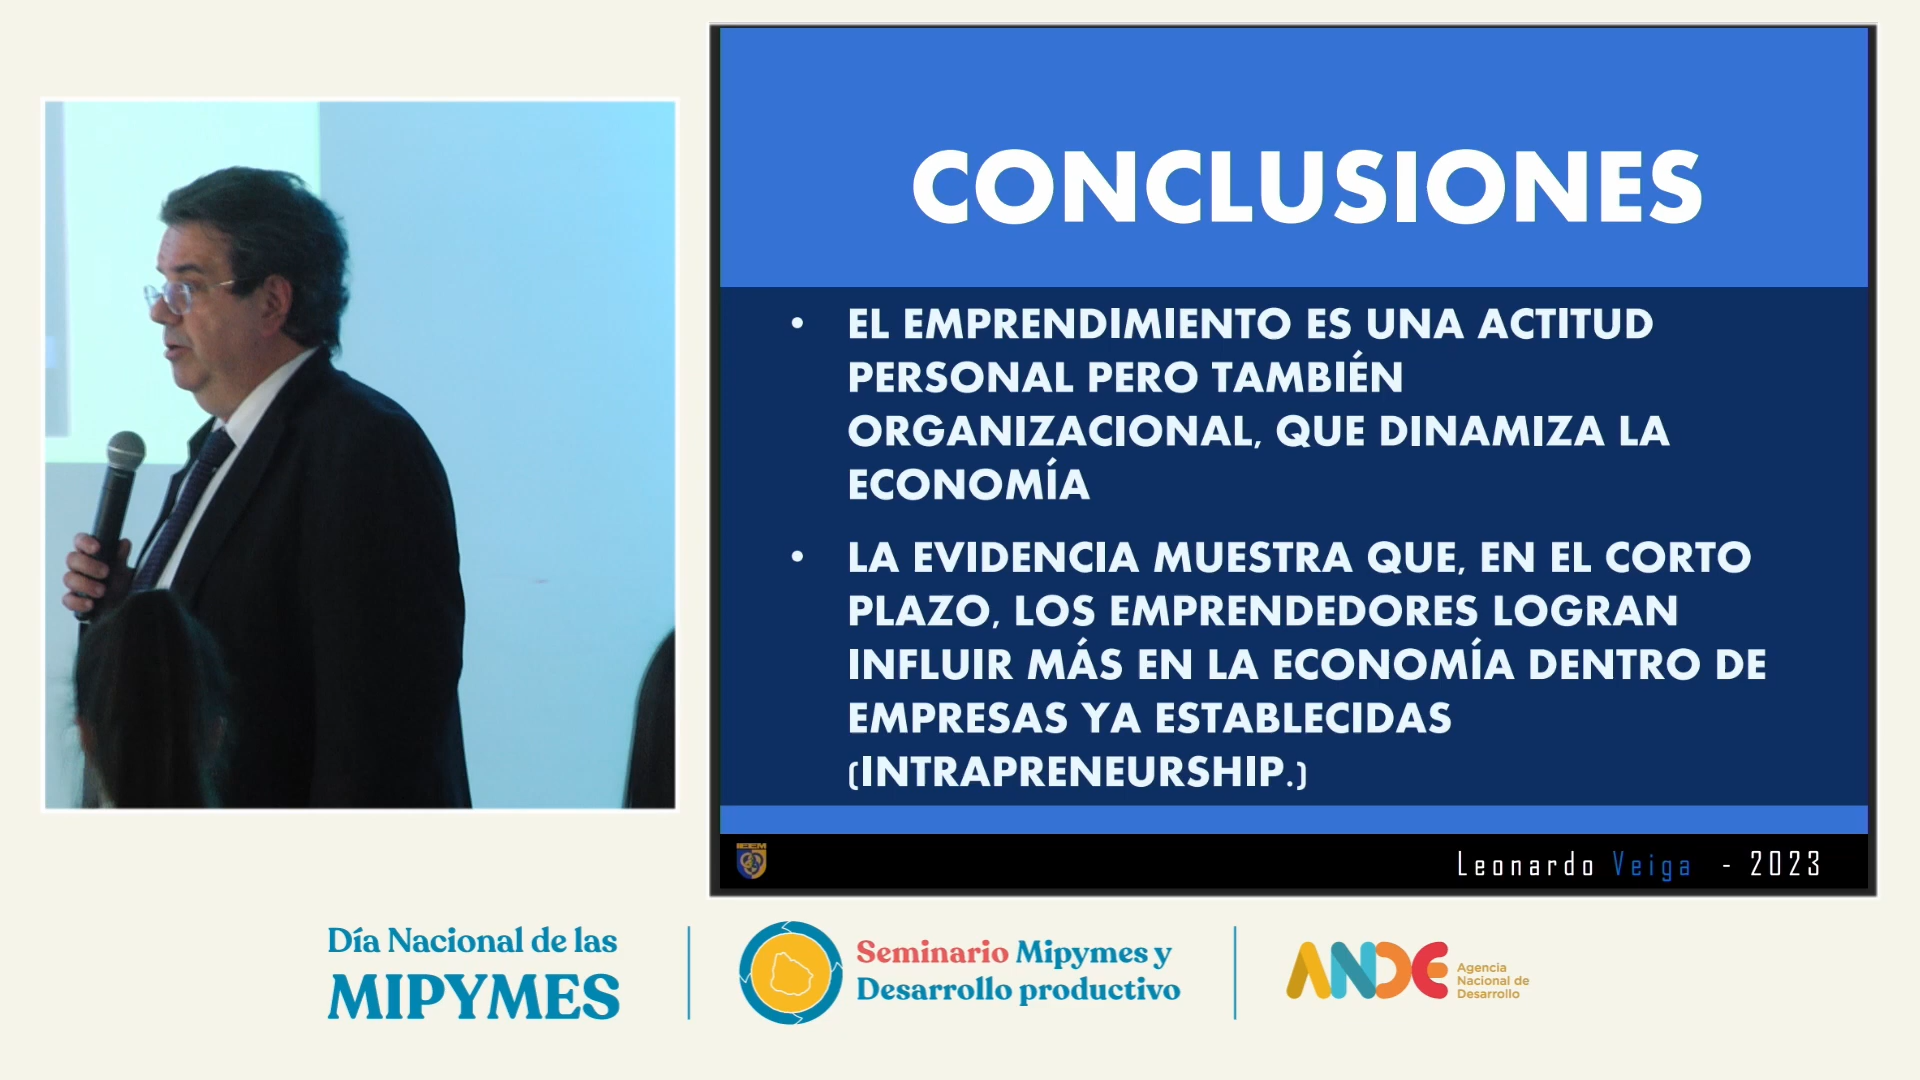 CONCLUSIONES
• EL EMPRENDIMIENTO ES UNA ACTITUD
PERSONAL PERO TAMBIÉN
ORGANIZACIONAL, QUE DINAMIZA LA
ECONOMÍA
• LA EVIDENCIA MUESTRA QUE, EN EL CORTO
PLAZO, LOS EMPRENDEDORES LOGRAN
INFLUIR MÁS EN LA ECONOMÍA DENTRO DE
EMPRESAS YA ESTABLECIDAS
(INTRAPRENEURSHIP.)
IEEM
Leonardo Veiga - 2023
Día Nacional de las
MIPYMES
Seminario Mipymes y
Desarrollo productivo
ANDE
Agencia
Nacional de
Desarrollo